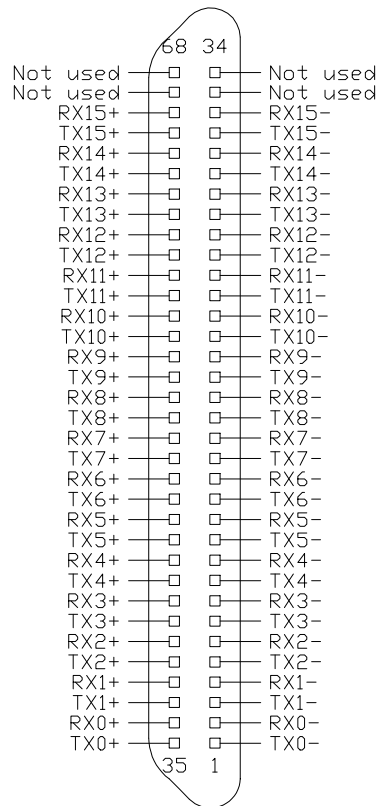 68 34
Not used Not used
Not used Not used
RX15+ RX15-
TX15+ TX15-
RX14+ RX14-
TX14+ TX14-
RX13+ RX13-
TX13+ TX13-
RX12+ RX12-
TX12+ TX12-
RX11+ RX11-
TX11+ TX11-
RX10+ RX10-
TX10+ TX10-
RX9+ RX9-
TX9+ TX9-
RX8+ RX8-
TX8+ TX8-
RX7+ RX7-
TX7+ TX7-
RX6+ RX6-
TX6+ TX6-
RX5+ RX5-
TX5+ TX5-
RX4+ RX4-
TX4+ TX4-
RX3+ RX3-
TX3+ TX3-
RX2+ RX2-
TX2+ TX2-
RX1+ RX1-
TX1+ TX1-
RX0+ RX0-
TX0+ TX0-
35 1